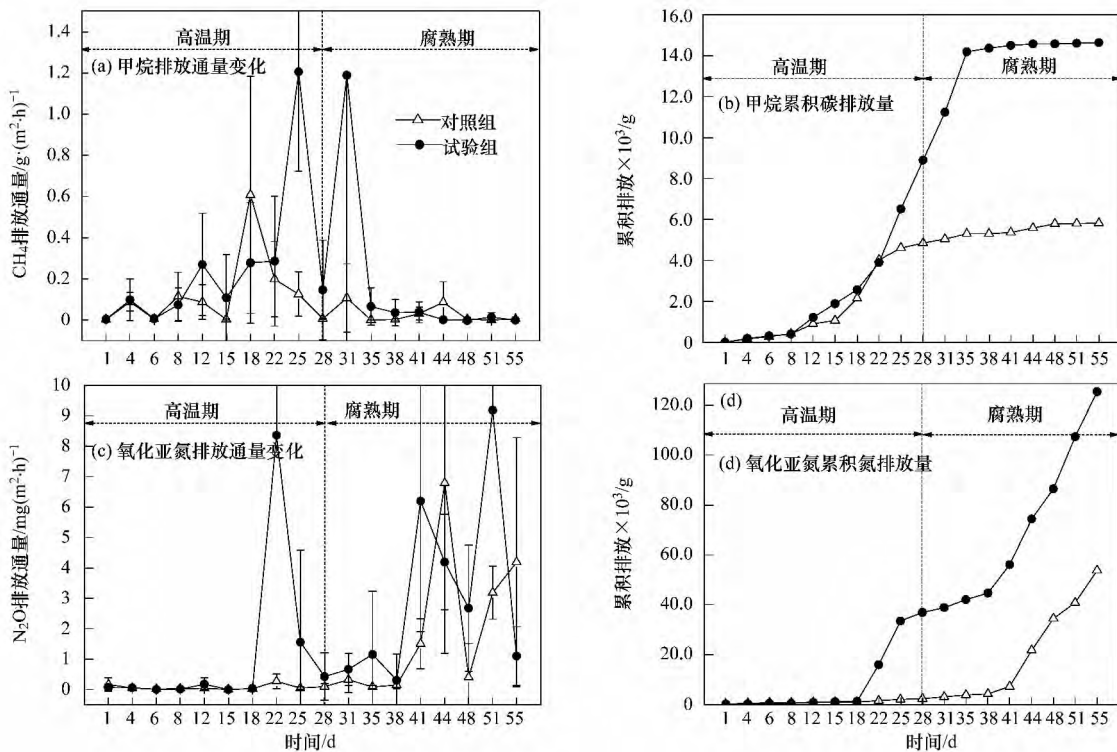 1.4
1.2
1.0
0.8
0.6
0.4
0.2
0
CH₄排放通量/g·(m²·h)⁻¹
高温期
腐熟期
(a) 甲烷排放通量变化
对照组
试验组
1 4 6 8 12 15 18 22 25 28 31 34 38 41 44 48 51 55
16.0
14.0
12.0
10.0
8.0
6.0
4.0
2.0
0
累积排放×10³/g
高温期
腐熟期
(b) 甲烷累积碳排放量
1 4 6 8 12 15 18 22 25 28 31 35 38 41 44 48 51 55
10
9
8
7
6
5
4
3
2
1
0
N₂O排放通量/mg(m²·h)⁻¹
高温期
腐熟期
(c) 氧化亚氮排放通量变化
1 4 6 8 12 15 18 22 25 28 31 35 38 41 44 48 51 55
时间/d
120.0
100.0
80.0
60.0
40.0
20.0
0.0
累积排放×10³/g
(d)
高温期
腐熟期
(d) 氧化亚氮累积氮排放量
1 4 6 8 12 15 18 22 25 28 31 35 38 41 44 48 51 55
时间/d